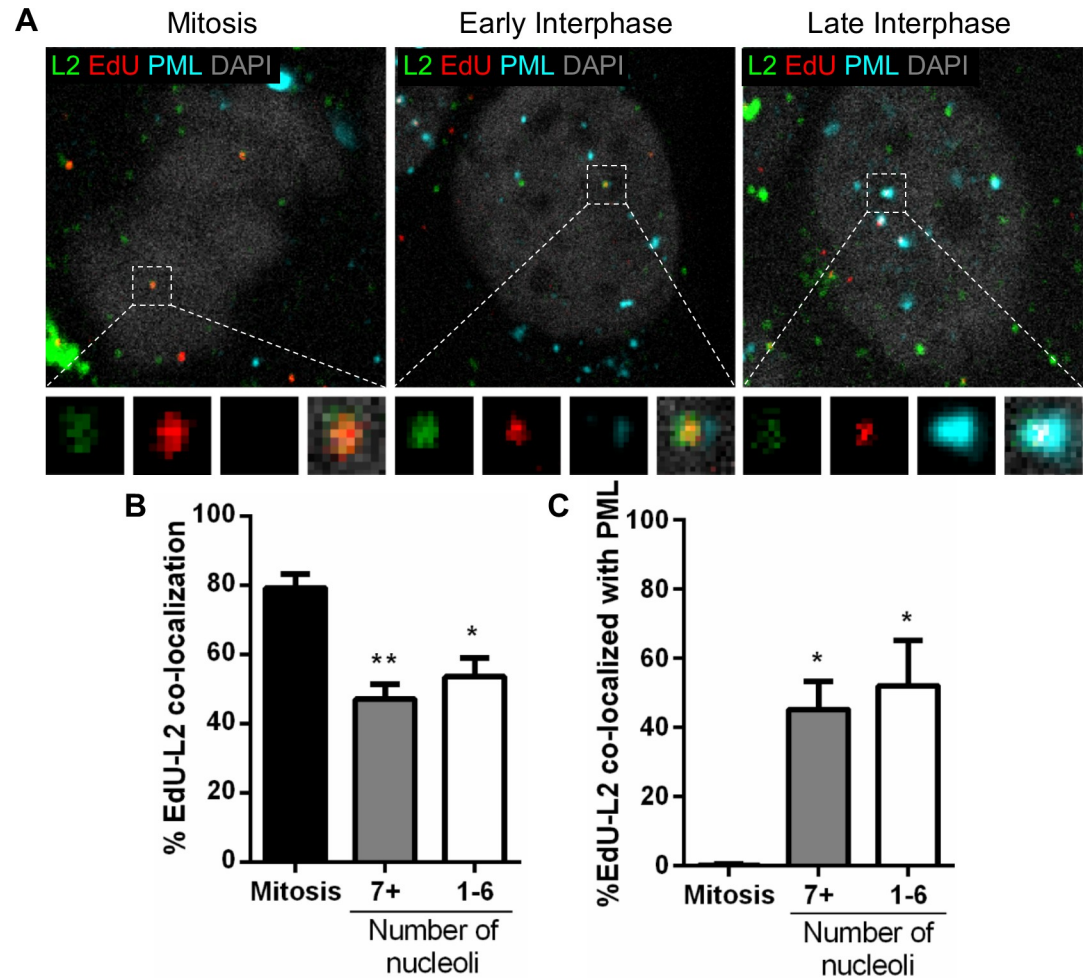 A
Mitosis
Early Interphase
Late Interphase
L2 EdU PML DAPI
L2 EdU PML DAPI
L2 EdU PML DAPI
B
% EdU-L2 co-localization
100
80
60
40
20
0
**
*
Mitosis
7+
1-6
Number of
nucleoli
C
%EdU-L2 co-localized with PML
100
80
60
40
20
0
*
*
Mitosis
7+
1-6
Number of
nucleoli